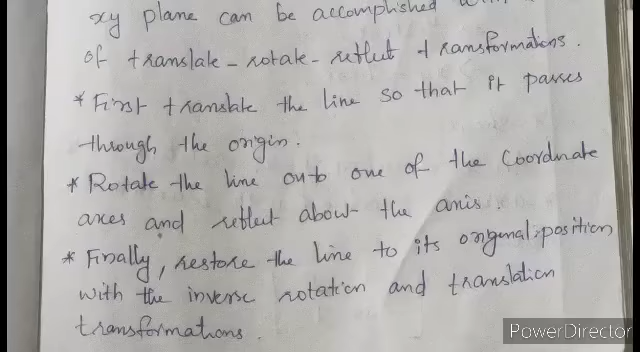 xy plane can be accomplished
of translate - rotate - reflect transformations.
* First translate the line so that it passes
through the origin.
* Rotate the line onto one of the Coordinate
axes and reflect about the axis.
* Finally, restore the line to its original position
with the inverse rotation and translation
transformations.
PowerDirector